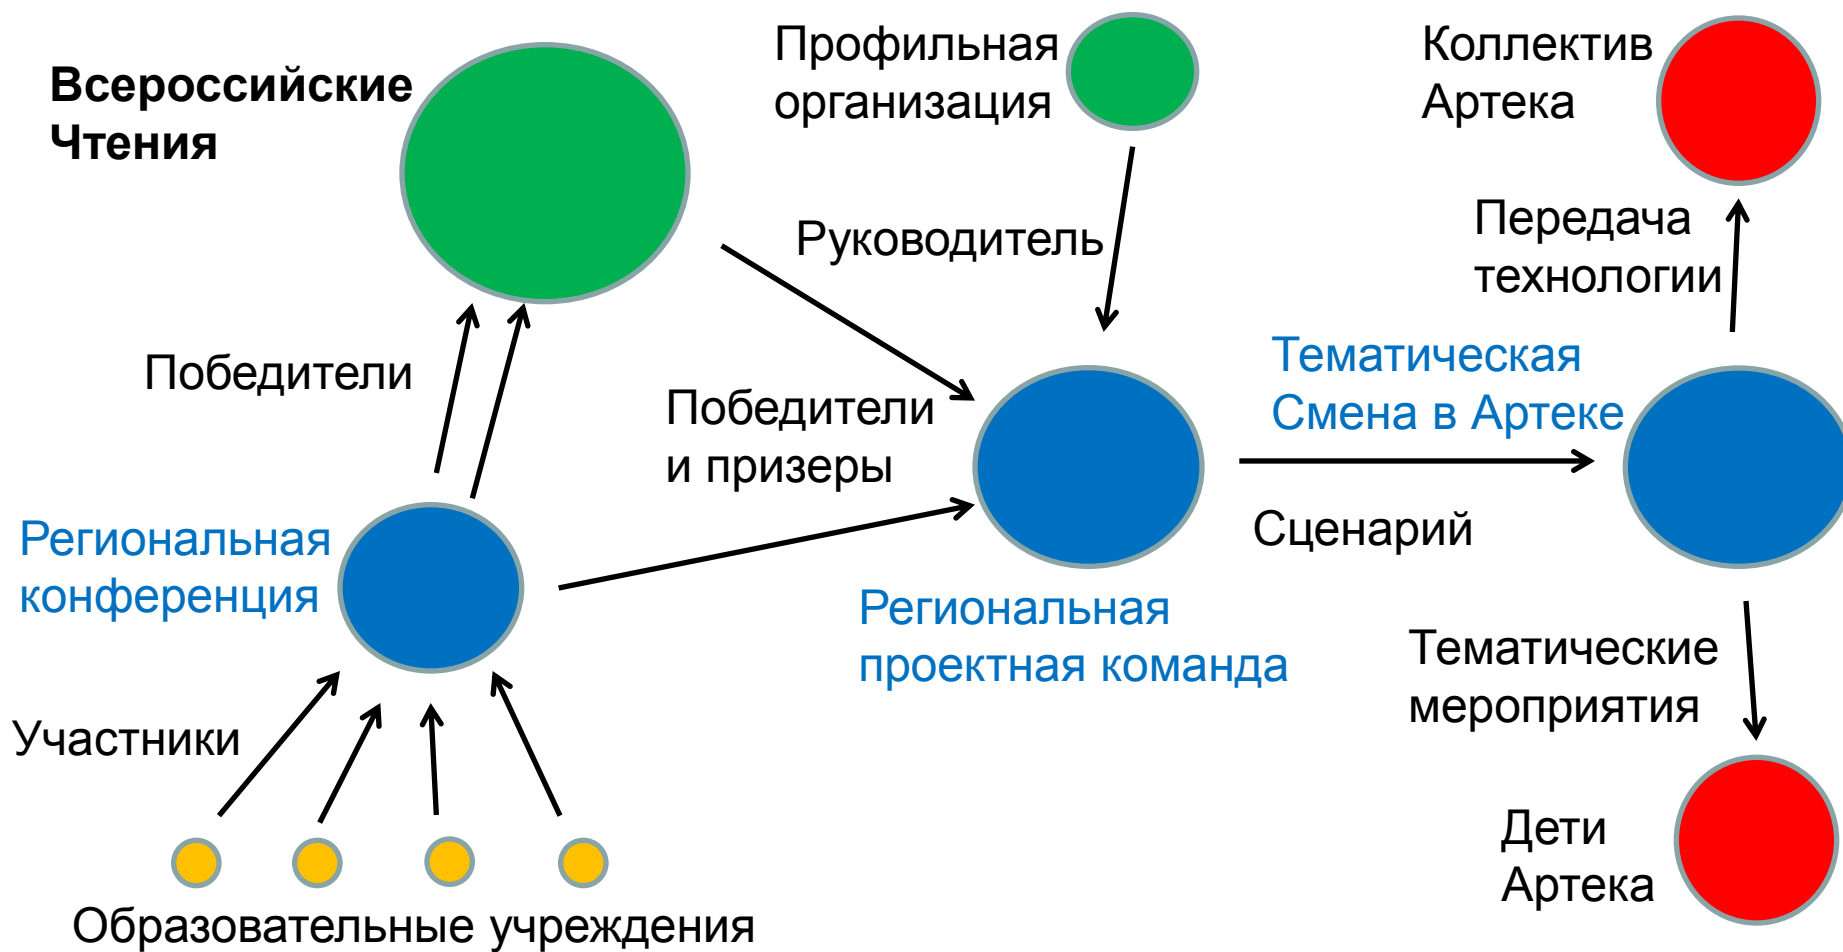 Всероссийские
Чтения
Профильная
организация
Коллектив
Артека
Руководитель
Передача
технологии
Победители
Тематическая
Смена в Артеке
Победители
и призеры
Сценарий
Региональная
конференция
Региональная
проектная команда
Тематические
мероприятия
Участники
Дети
Артека
Образовательные учреждения